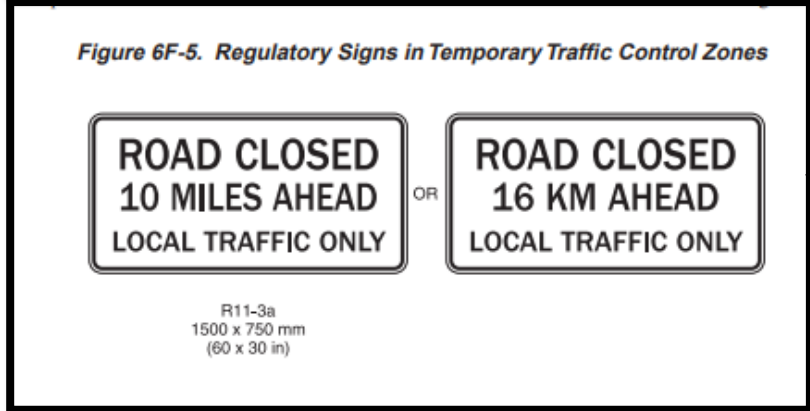 Figure 6F-5. Regulatory Signs in Temporary Traffic Control Zones
ROAD CLOSED
10 MILES AHEAD
LOCAL TRAFFIC ONLY
OR
ROAD CLOSED
16 KM AHEAD
LOCAL TRAFFIC ONLY
R11-3a
1500 x 750 mm
(60 x 30 in)